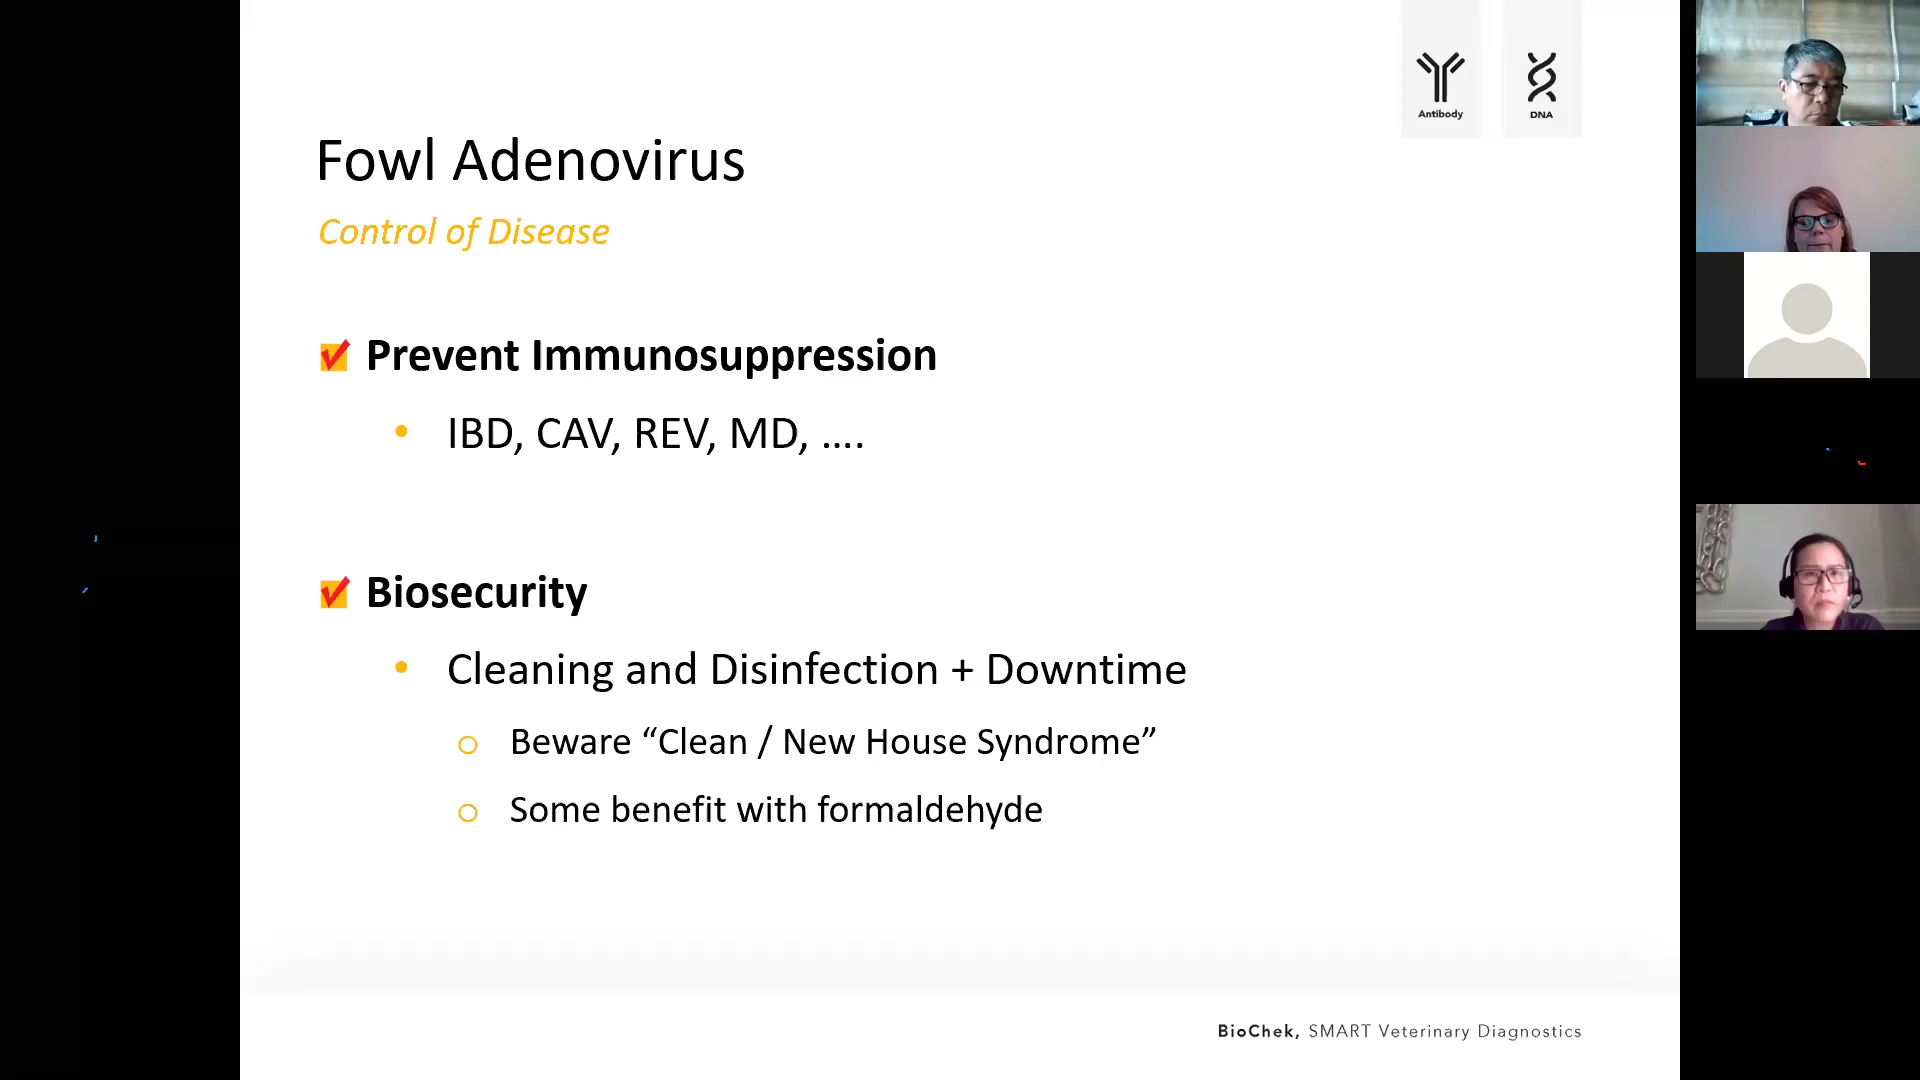 Antibody
DNA
Fowl Adenovirus
Control of Disease
Prevent Immunosuppression
• IBD, CAV, REV, MD, ....
Biosecurity
• Cleaning and Disinfection + Downtime
o Beware “Clean / New House Syndrome”
o Some benefit with formaldehyde
BioChek, SMART Veterinary Diagnostics